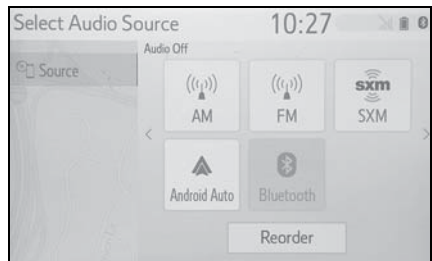 Select Audio Source 10:27
Audio Off
Source
AM FM SXM
sxm
Android Auto Bluetooth
Reorder